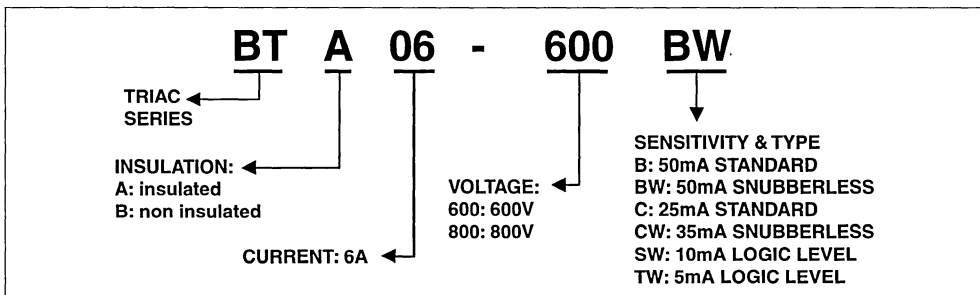 BT A 06 - 600 BW
TRIAC
SERIES
INSULATION:
A: insulated
B: non insulated
CURRENT: 6A
VOLTAGE:
600: 600V
800: 800V
SENSITIVITY & TYPE
B: 50mA STANDARD
BW: 50mA SNUBBERLESS
C: 25mA STANDARD
CW: 35mA SNUBBERLESS
SW: 10mA LOGIC LEVEL
TW: 5mA LOGIC LEVEL